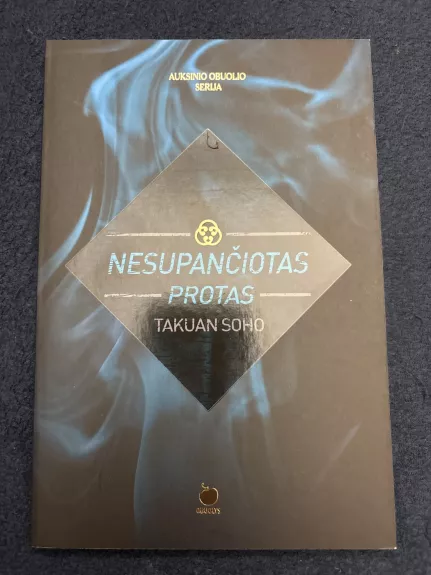 AUKSINIO OBUOLIO
SERIJA
NESUPANČIOTAS
PROTAS
TAKUAN SOHO
OBUOLYS